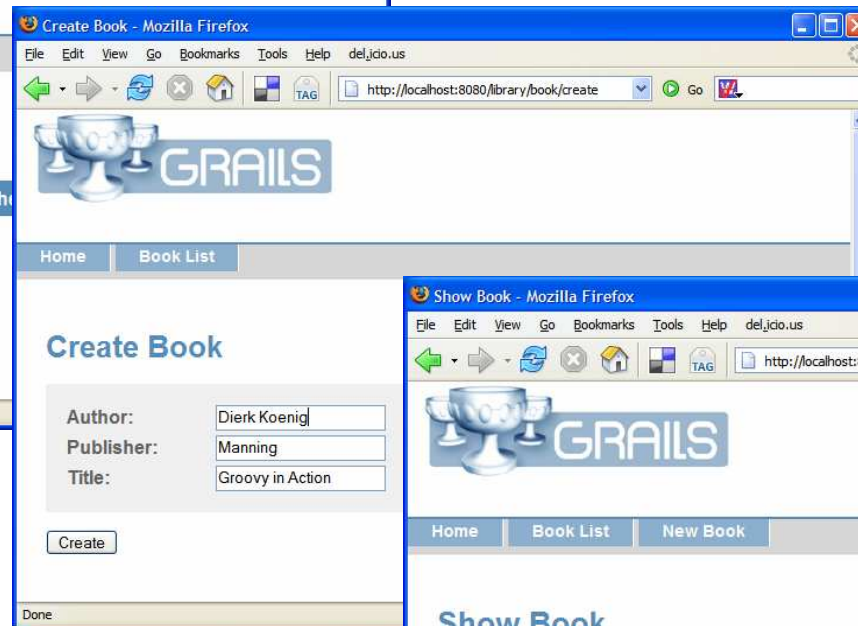 Create Book - Mozilla Firefox
File Edit View Go Bookmarks Tools Help del.icio.us
TAG http://localhost:8080/library/book/create Go
GRAILS
Home Book List
Create Book
Author: Dierk Koenig
Publisher: Manning
Title: Groovy in Action
Create
Done
Show Book - Mozilla Firefox
File Edit View Go Bookmarks Tools Help del.icio.us
TAG http://localhost:
GRAILS
Home Book List New Book
Show Book